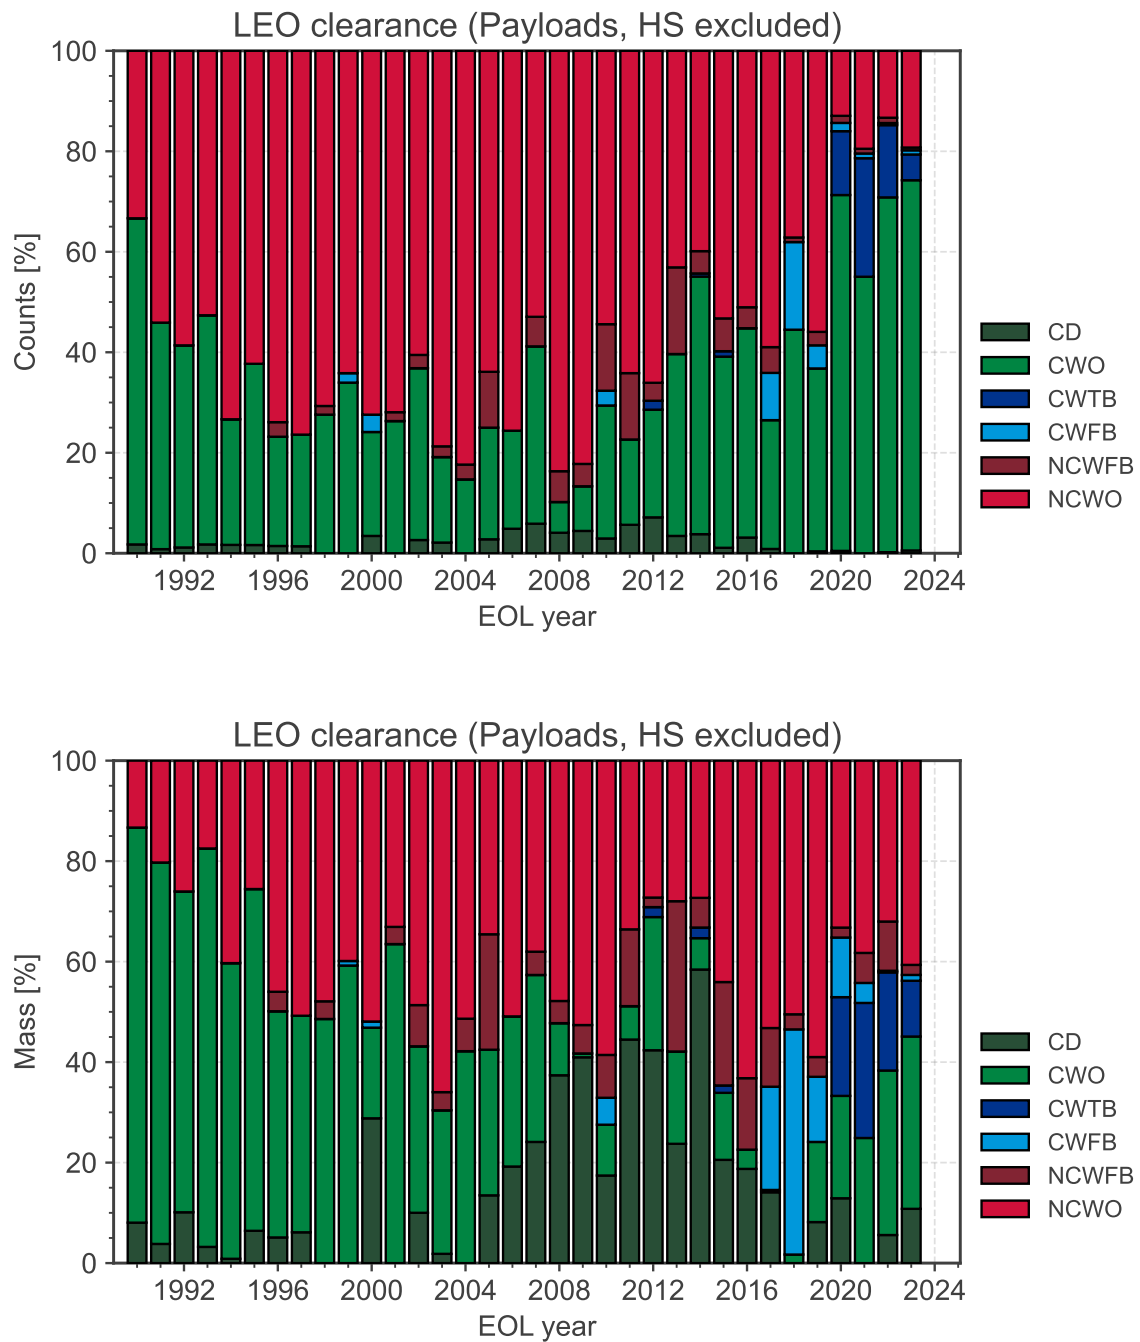 LEO clearance (Payloads, HS excluded)
100
80
60
40
20
0
Counts [%]
1992 1996 2000 2004 2008 2012 2016 2020 2024
EOL year
CD
CWO
CWTB
CWFB
NCWFB
NCWO
LEO clearance (Payloads, HS excluded)
100
80
60
40
20
0
Mass [%]
1992 1996 2000 2004 2008 2012 2016 2020 2024
EOL year
CD
CWO
CWTB
CWFB
NCWFB
NCWO